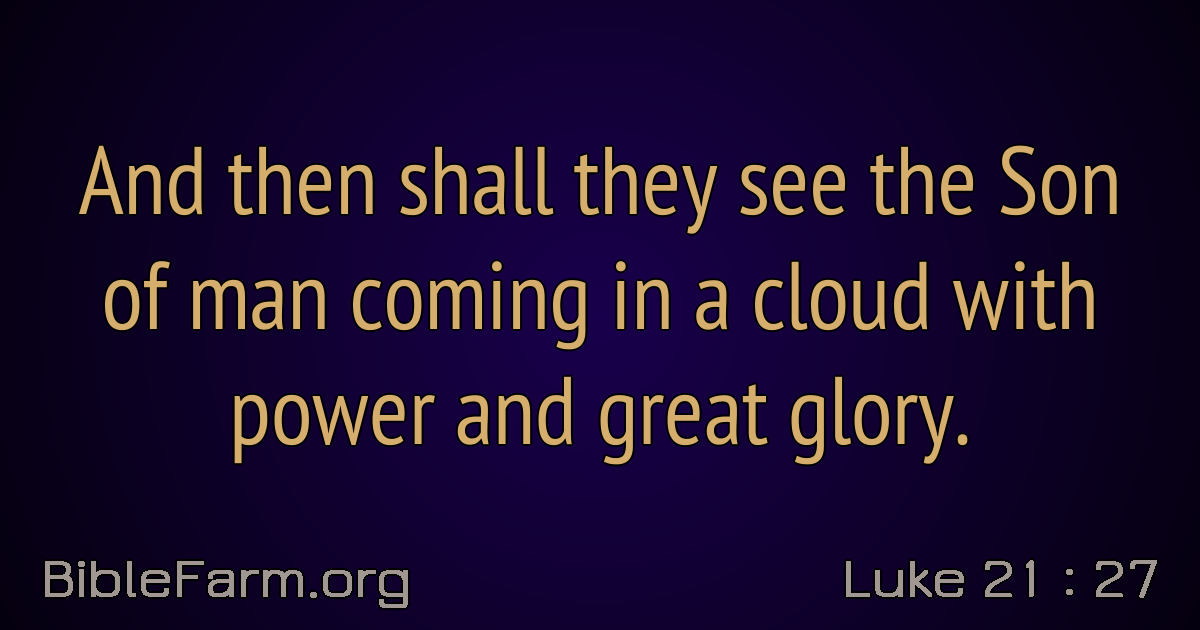 And then shall they see the Son
of man coming in a cloud with
power and great glory.
BibleFarm.org
Luke 21 : 27